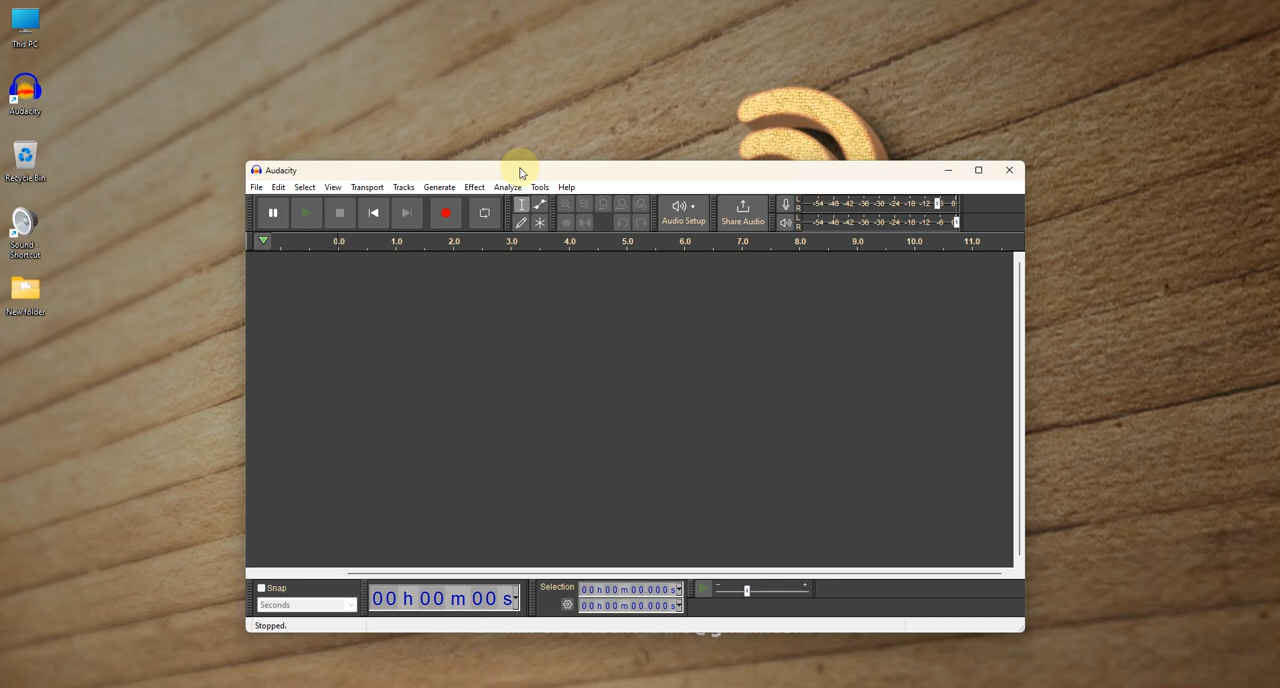 This PC
Audacity
Recycle Bin
Sound -
Shortcut
New folder
Audacity
File Edit Select View Transport Tracks Generate Effect Analyze Tools Help
Audio Setup
Share Audio
L
R
-54 -48 -42 -36 -30 -24 -18 -12 -6 0
L
R
-54 -48 -42 -36 -30 -24 -18 -12 -6 0
0.0 1.0 2.0 3.0 4.0 5.0 6.0 7.0 8.0 9.0 10.0 11.0
Snap
Seconds
00 h 00 m 00 s
Selection
00 h 00 m 00.000 s
00 h 00 m 00.000 s
Stopped.